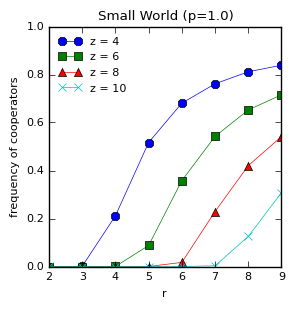 Small World (p=1.0)
1.0
0.8
0.6
0.4
0.2
0.0
frequency of cooperators
z = 4
z = 6
z = 8
z = 10
2 3 4 5 6 7 8 9
r